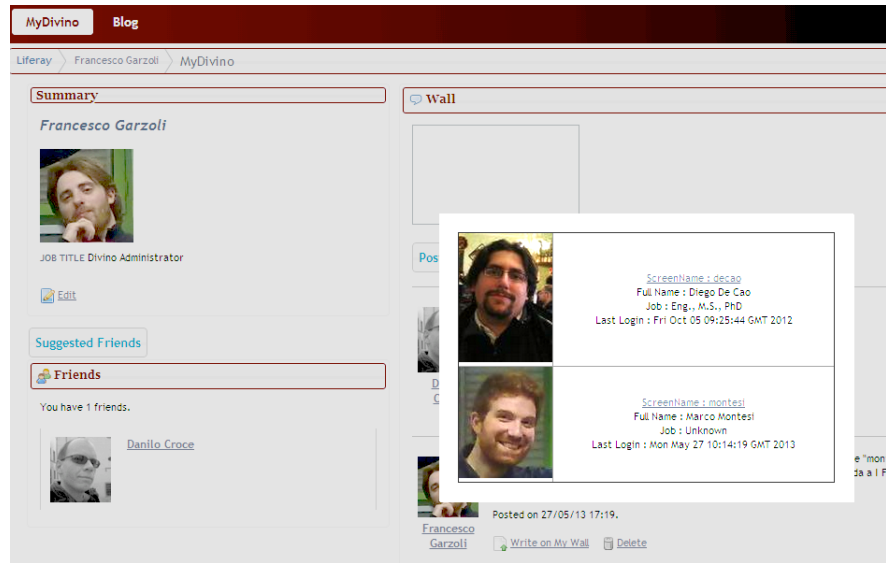 MyDivino Blog
Liferay Francesco Garzoli MyDivino
Summary
Francesco Garzoli
JOB TITLE Divino Administrator
Edit
Suggested Friends
Friends
You have 1 friends.
Danilo Croce
Wall
Pos
ScreenName : decao
Full Name : Diego De Cao
Job : Eng., M.S., PhD
Last Login : Fri Oct 05 09:25:44 GMT 2012
ScreenName : montesi
Full Name : Marco Montesi
Job : Unknown
Last Login : Mon May 27 10:14:19 GMT 2013
D
C
e "mon
da a I F
Posted on 27/05/13 17:19.
Francesco
Garzoli
Write on My Wall Delete